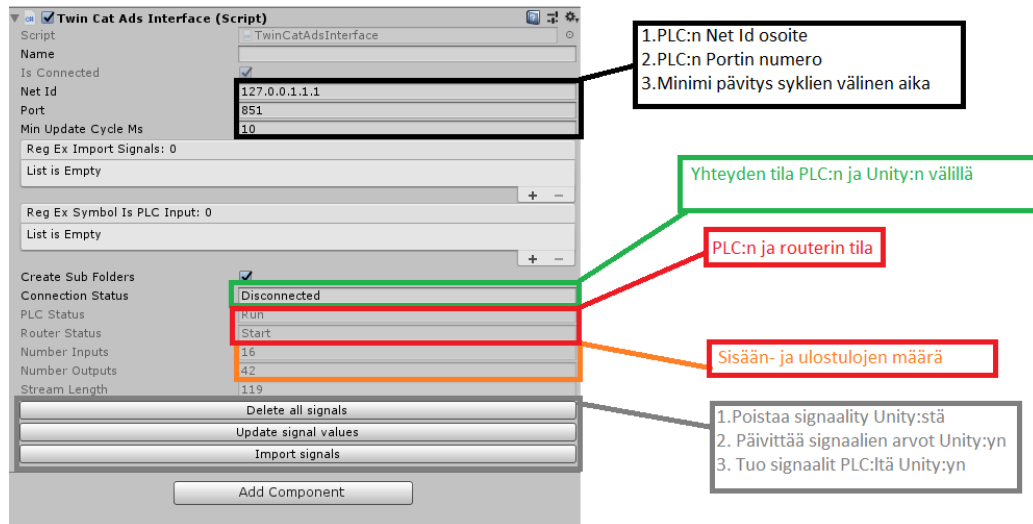 Twin Cat Ads Interface (Script)
Script TwinCatAdsInterface
Name
Is Connected
Net Id 127.0.0.1.1.1
Port 851
Min Update Cycle Ms 10
Reg Ex Import Signals: 0
List is Empty
+ −
Reg Ex Symbol Is PLC Input: 0
List is Empty
+ −
Create Sub Folders
Connection Status Disconnected
PLC Status Run
Router Status Start
Number Inputs 16
Number Outputs 42
Stream Length 119
Delete all signals
Update signal values
Import signals
Add Component
1.PLC:n Net Id osoite
2.PLC:n Portin numero
3.Minimi pävitys syklien välinen aika
Yhteyden tila PLC:n ja Unity:n välillä
PLC:n ja routerin tila
Sisään- ja ulostulojen määrä
1.Poistaa signaality Unity:stä
2. Päivittää signaalien arvot Unity:yn
3. Tuo signaalit PLC:ltä Unity:yn